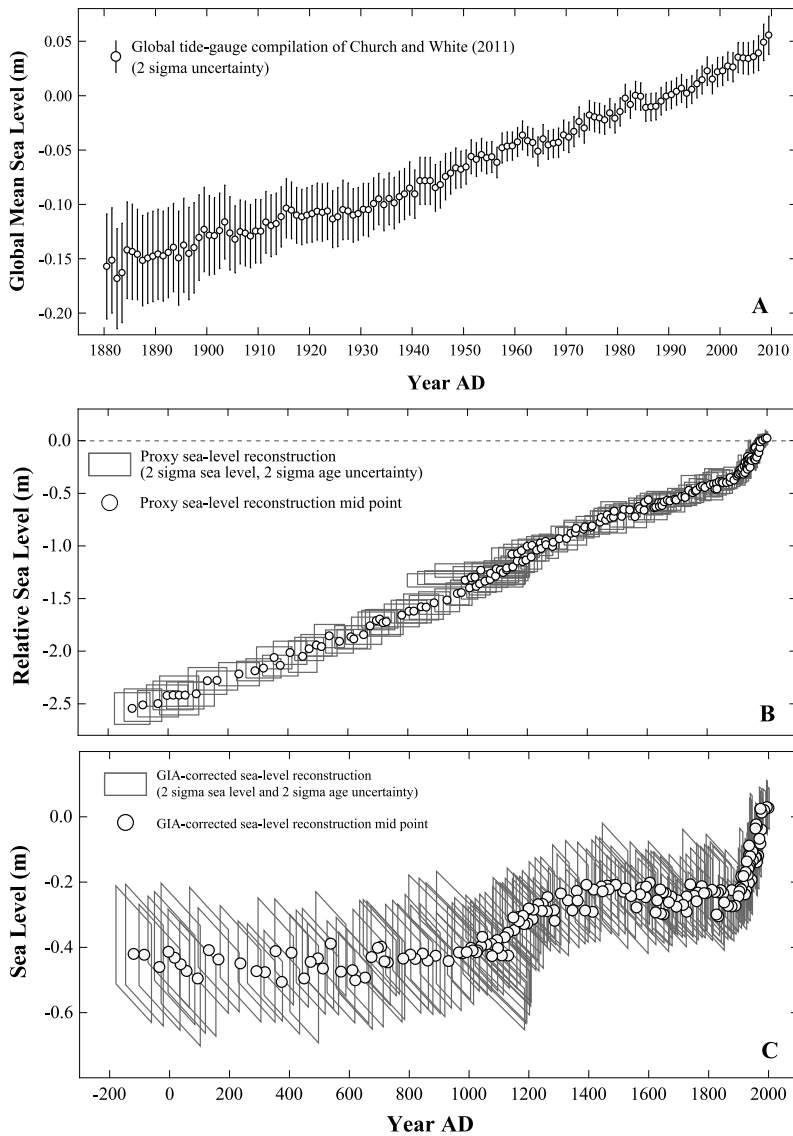 0.05
Global tide-gauge compilation of Church and White (2011)
(2 sigma uncertainty)
0.00
-0.05
-0.10
-0.15
-0.20
Global Mean Sea Level (m)
A
1880 1890 1900 1910 1920 1930 1940 1950 1960 1970 1980 1990 2000 2010
Year AD
0.0
Proxy sea-level reconstruction
(2 sigma sea level, 2 sigma age uncertainty)
-0.5
Proxy sea-level reconstruction mid point
-1.0
-1.5
-2.0
-2.5
Relative Sea Level (m)
B
GIA-corrected sea-level reconstruction
(2 sigma sea level and 2 sigma age uncertainty)
0.0
GIA-corrected sea-level reconstruction mid point
-0.2
-0.4
-0.6
Sea Level (m)
C
-200 0 200 400 600 800 1000 1200 1400 1600 1800 2000
Year AD